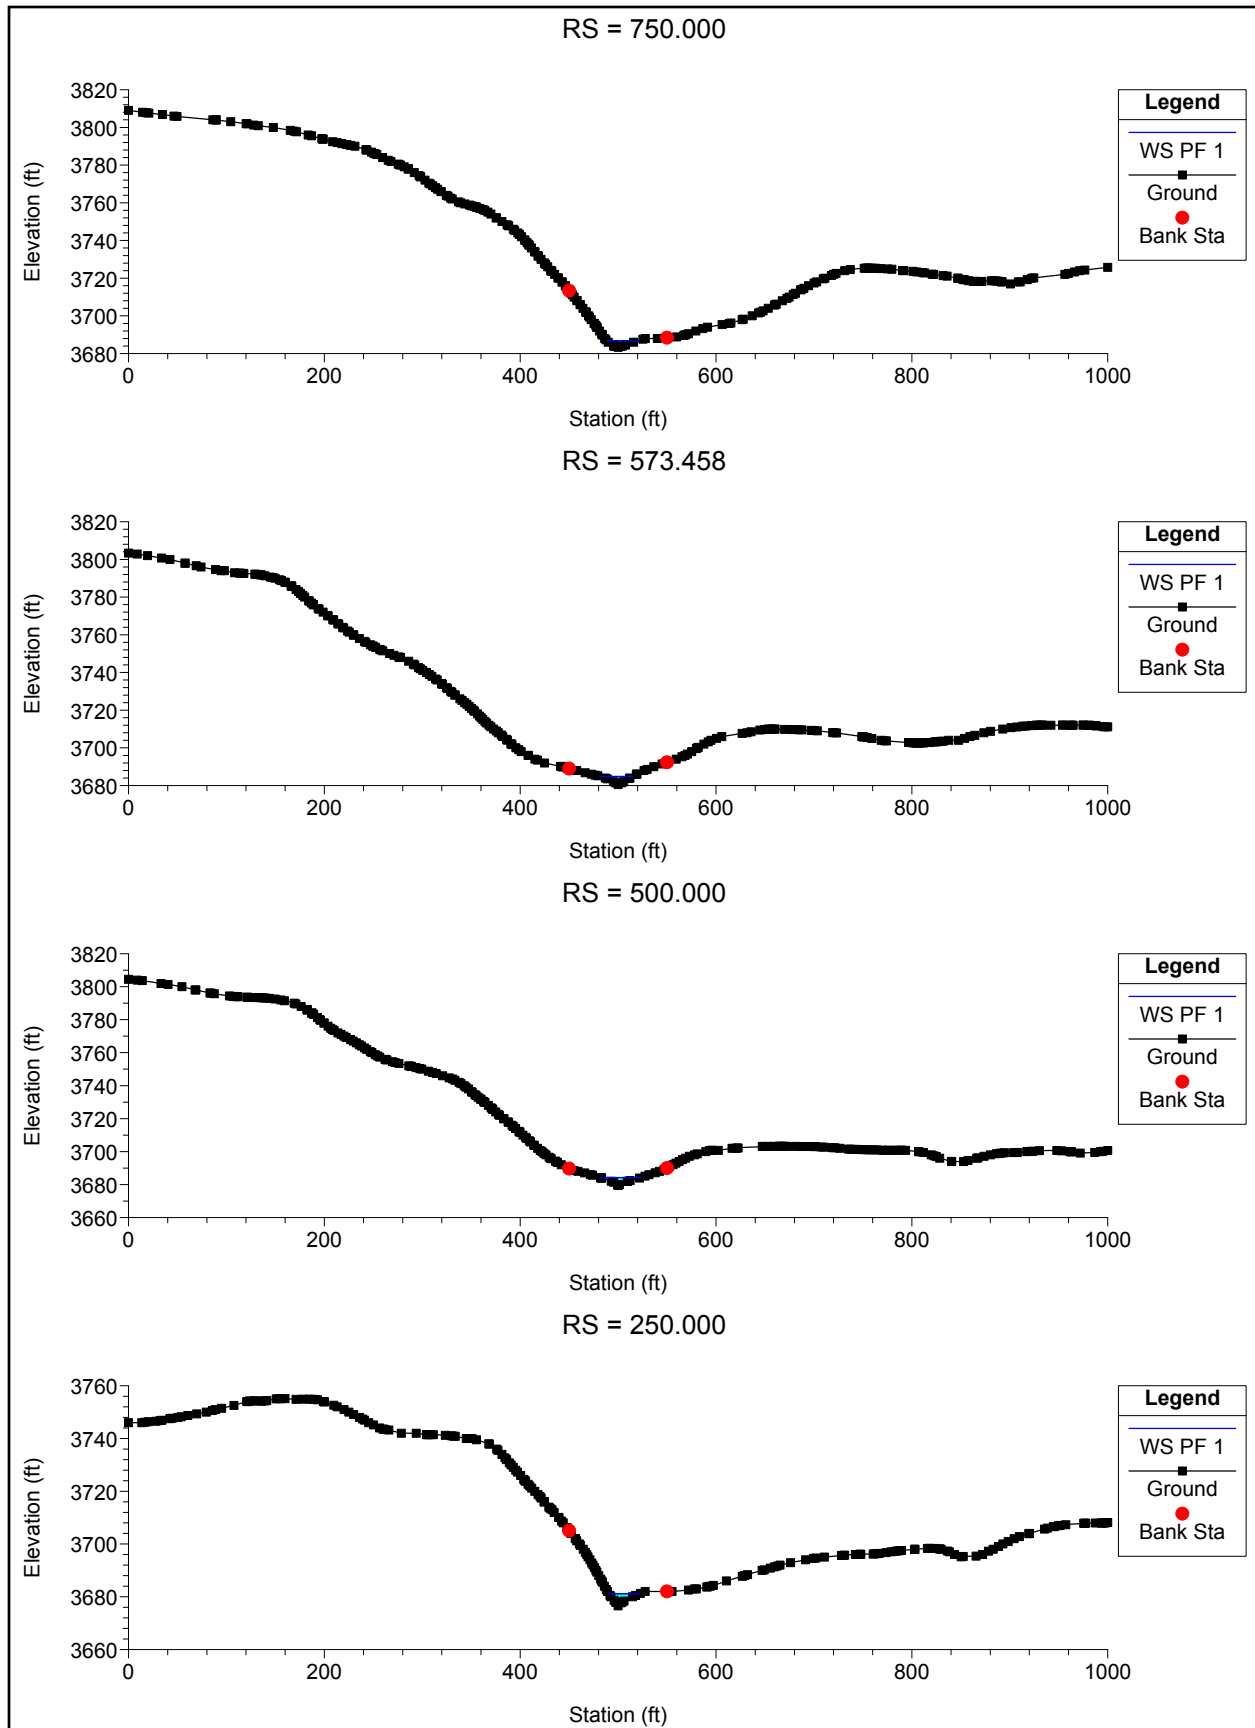 RS = 750.000
3820
3800
3780
3760
3740
3720
3700
3680
Elevation (ft)
0 200 400 600 800 1000
Station (ft)
Legend
WS PF 1
Ground
Bank Sta
RS = 573.458
3820
3800
3780
3760
3740
3720
3700
3680
Elevation (ft)
0 200 400 600 800 1000
Station (ft)
Legend
WS PF 1
Ground
Bank Sta
RS = 500.000
3820
3800
3780
3760
3740
3720
3700
3680
3660
Elevation (ft)
0 200 400 600 800 1000
Station (ft)
Legend
WS PF 1
Ground
Bank Sta
RS = 250.000
3760
3740
3720
3700
3680
3660
Elevation (ft)
0 200 400 600 800 1000
Station (ft)
Legend
WS PF 1
Ground
Bank Sta